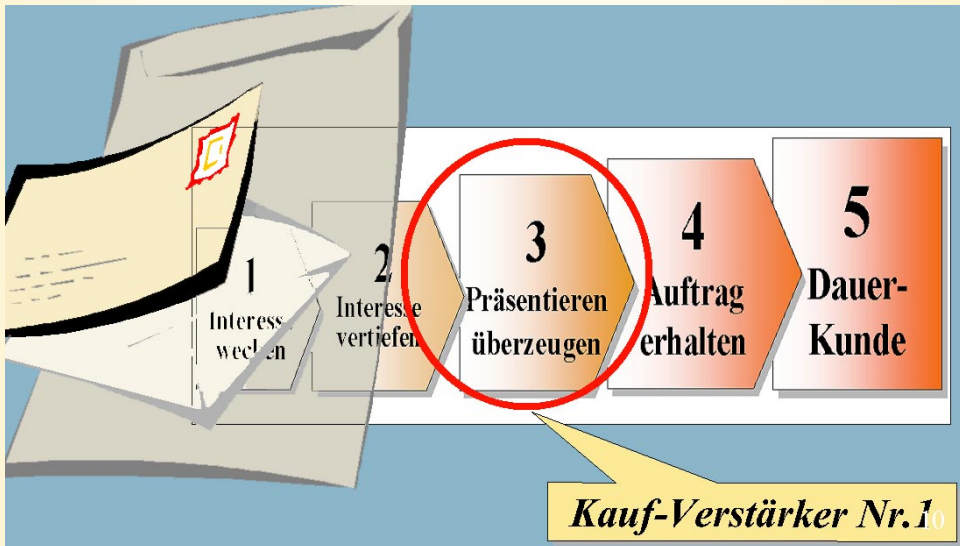 1
Interesse
wecken
2
Interesse
vertiefen
3
Präsentieren
überzeugen
4
Auftrag
erhalten
5
Dauer-
Kunde
Kauf-Verstärker Nr.1
10